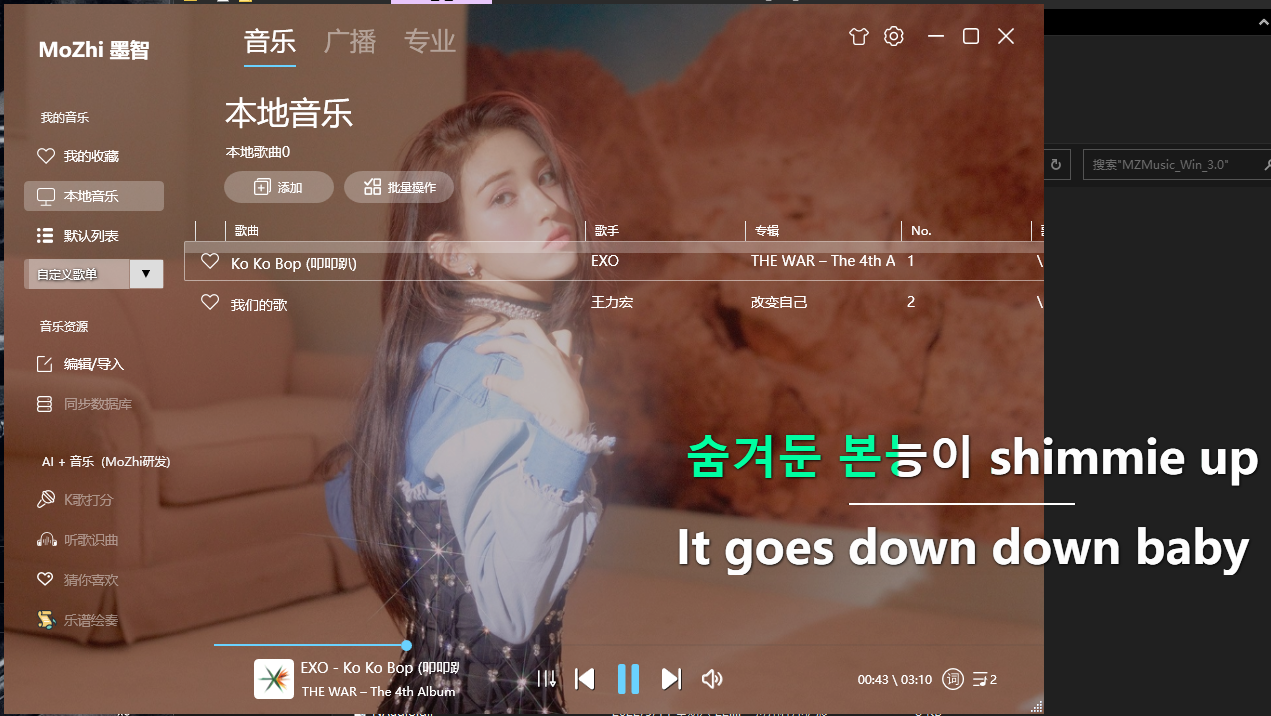 MoZhi 墨智
音乐 广播 专业
我的音乐
我的收藏
本地音乐
默认列表
自定义歌单
音乐资源
编辑/导入
同步数据库
AI + 音乐 (MoZhi研发)
K歌打分
听歌识曲
猜你喜欢
乐谱绘奏
本地音乐
本地歌曲0
添加 批量操作
歌曲 歌手 专辑 No.
Ko Ko Bop (叩叩趴) EXO THE WAR – The 4th A 1 \
我们的歌 王力宏 改变自己 2 \
搜索"MZMusic_Win_3.0"
숨겨둔 본능이 shimmie up
It goes down down baby
EXO - Ko Ko Bop (叩叩趴
THE WAR – The 4th Album
00:43 \ 03:10 词 2